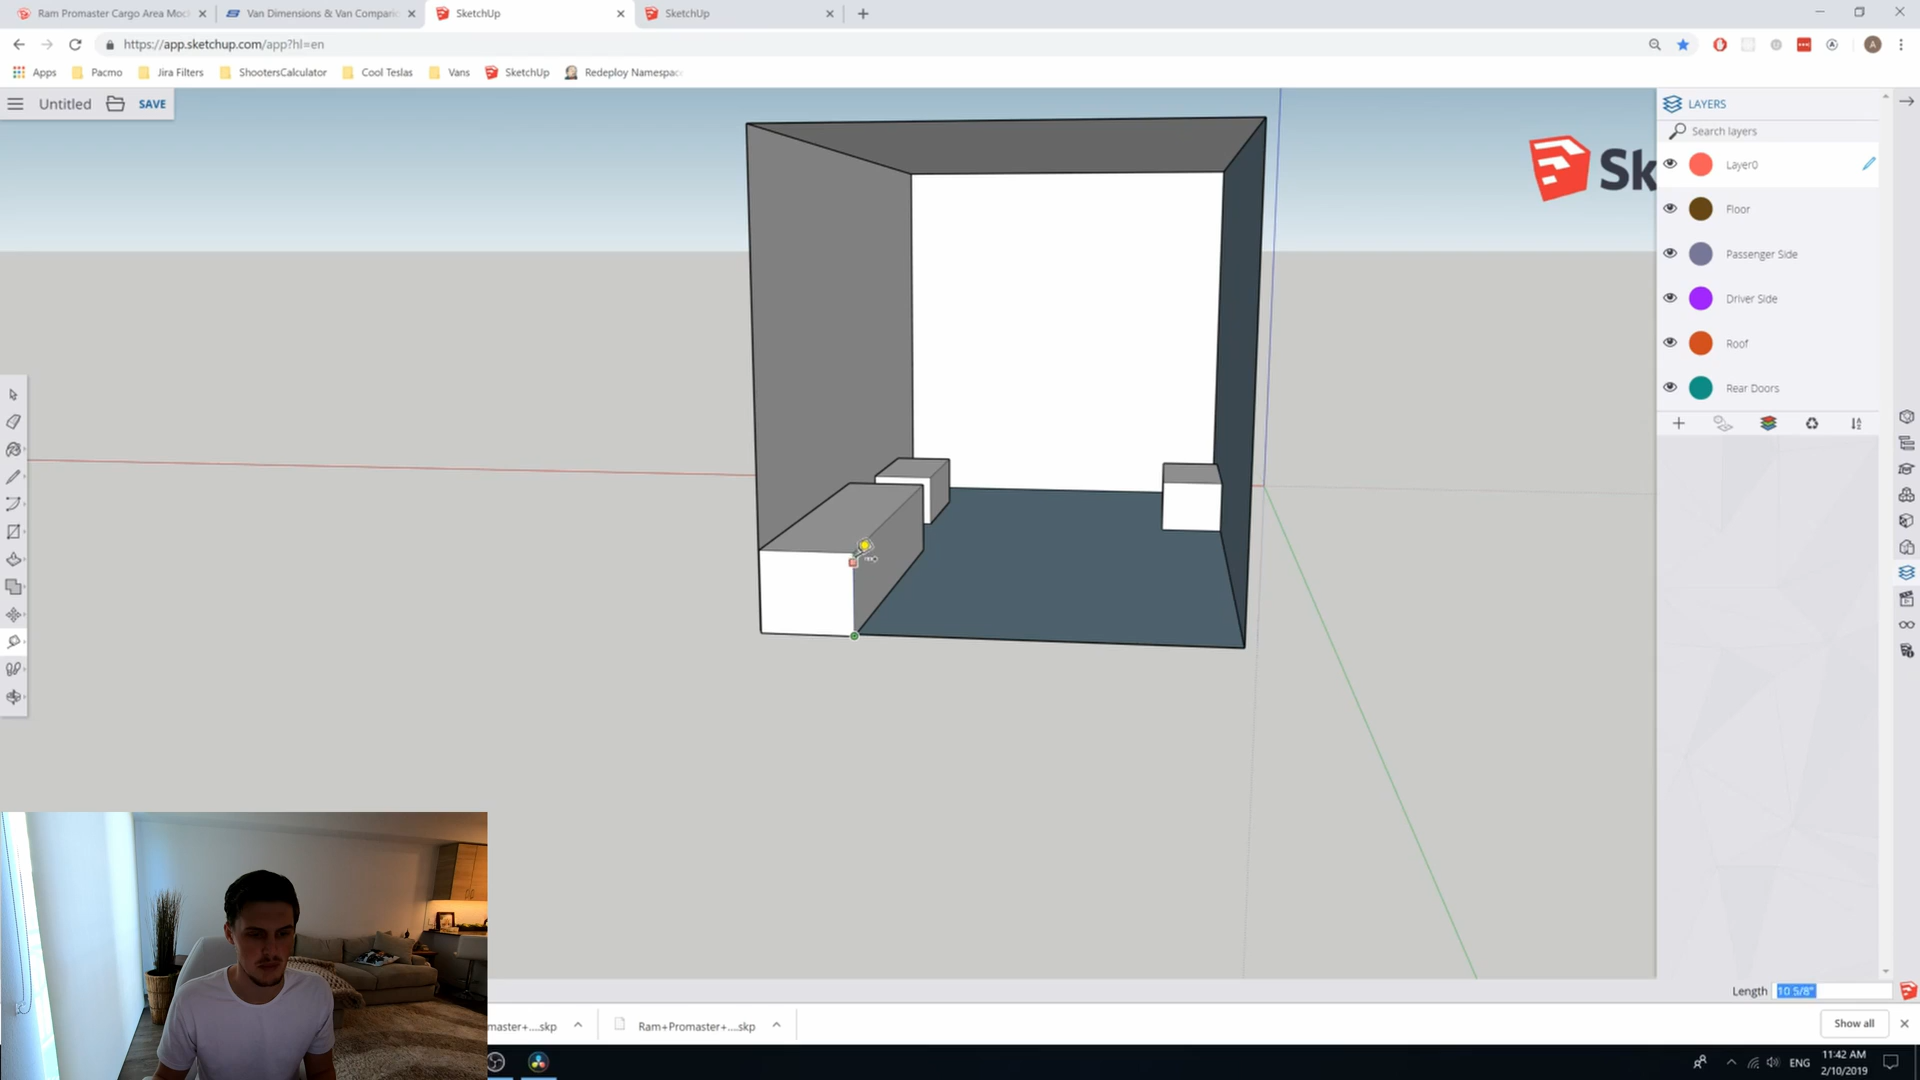 Ram Promaster Cargo Area Moc
Van Dimensions & Van Comparis
SketchUp
SketchUp
https://app.sketchup.com/app?hl=en
Apps
Pacmo
Jira Filters
ShootersCalculator
Cool Teslas
Vans
SketchUp
Redeploy Namespac
Untitled
SAVE
Sk
LAYERS
Search layers
Layer0
Floor
Passenger Side
Driver Side
Roof
Rear Doors
Length 10 5/8"
master+....skp
Ram+Promaster+....skp
Show all
ENG
11:42 AM
2/10/2019